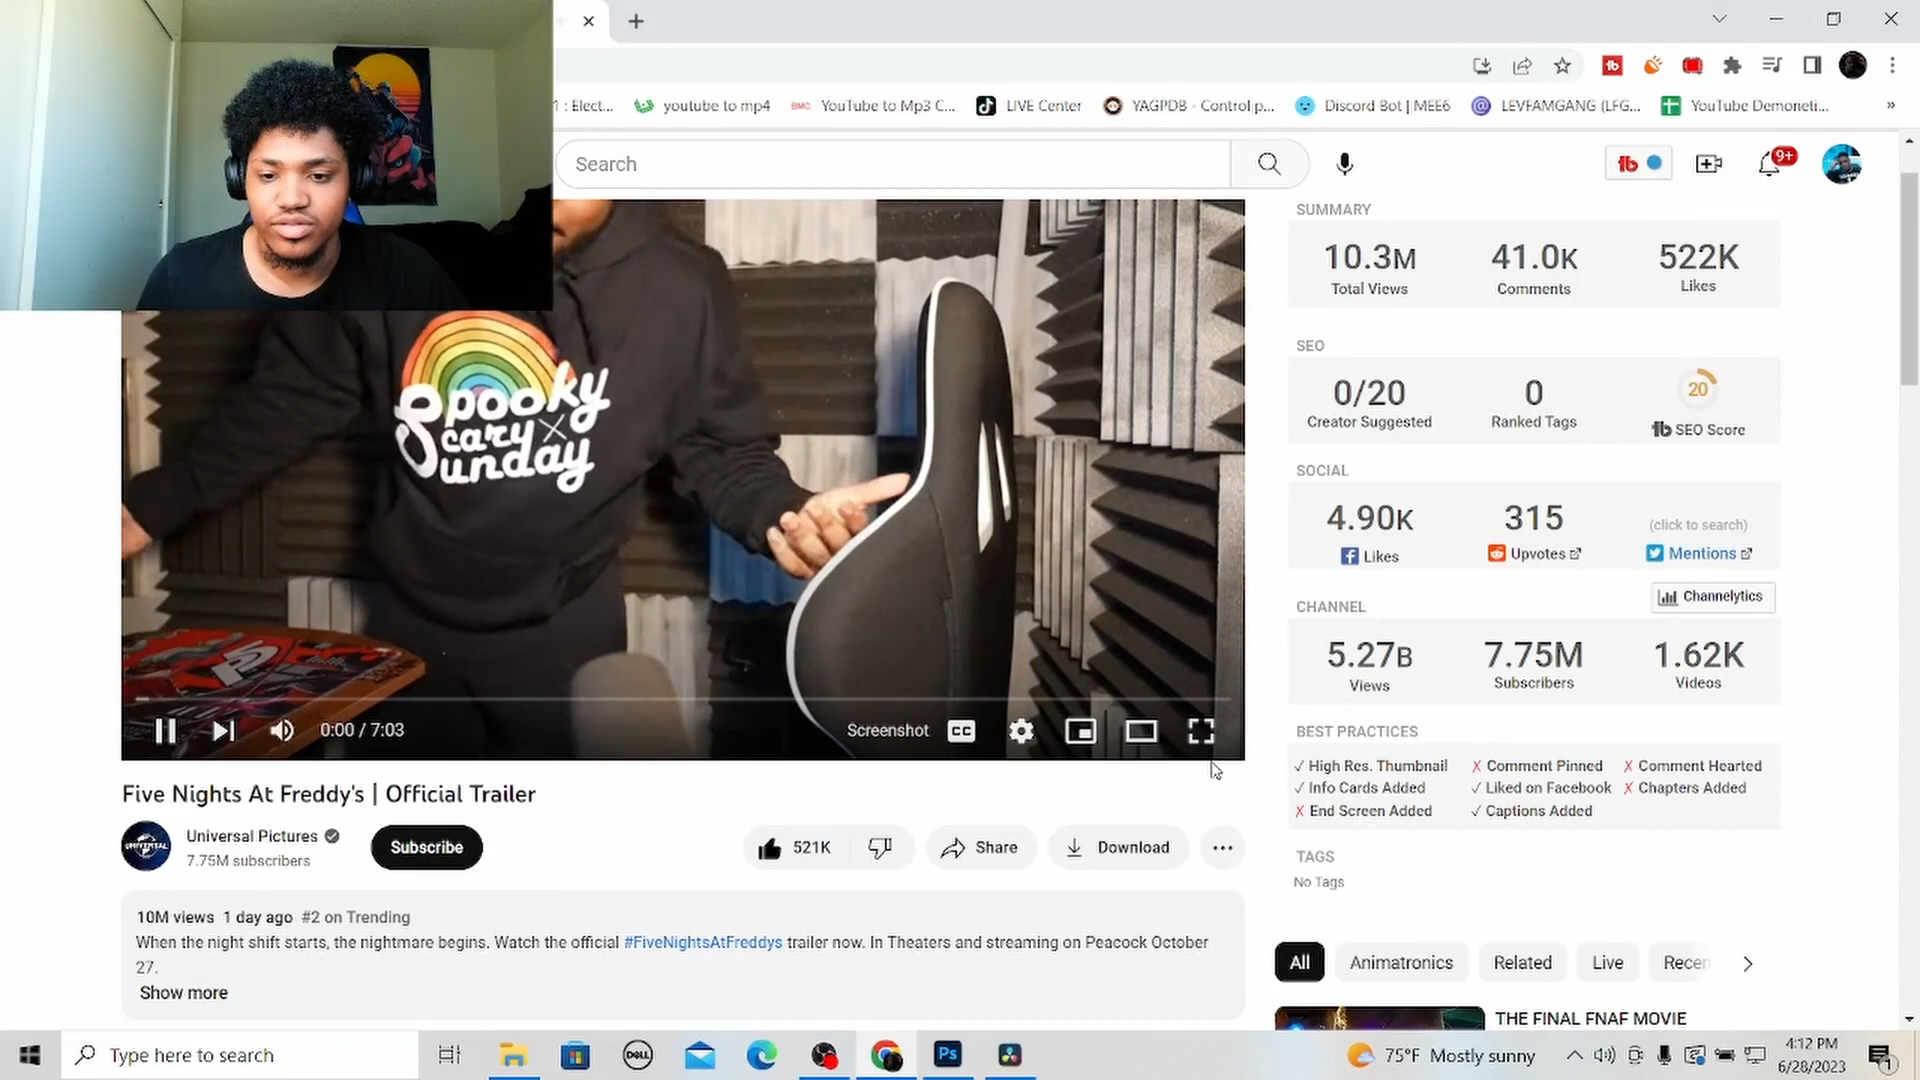 1 : Elect...
youtube to mp4
BMC
YouTube to Mp3 C...
LIVE Center
YAGPDB - Control p...
Discord Bot | MEE6
LEVFAMGANG (LFG...
YouTube Demoneti...
»
Search
tb
9+
Spooky
Scary X
Sunday
0:00 / 7:03
Screenshot
CC
Five Nights At Freddy's | Official Trailer
UNIVERSAL
Universal Pictures
7.75M subscribers
Subscribe
521K
Share
Download
10M views 1 day ago #2 on Trending
When the night shift starts, the nightmare begins. Watch the official #FiveNightsAtFreddys trailer now. In Theaters and streaming on Peacock October
27.
Show more
SUMMARY
10.3M 41.0K 522K
Total Views Comments Likes
SEO
0/20 0 20
Creator Suggested Ranked Tags tb SEO Score
SOCIAL
4.90K 315 (click to search)
Likes Upvotes Mentions
CHANNEL
Channelytics
5.27B 7.75M 1.62K
Views Subscribers Videos
BEST PRACTICES
✓ High Res. Thumbnail ✗ Comment Pinned ✗ Comment Hearted
✓ Info Cards Added ✓ Liked on Facebook ✗ Chapters Added
✗ End Screen Added ✓ Captions Added
TAGS
No Tags
All Animatronics Related Live Recen
THE FINAL FNAF MOVIE
Type here to search
DELL
Ps
75°F Mostly sunny
4:12 PM
6/28/2023
1